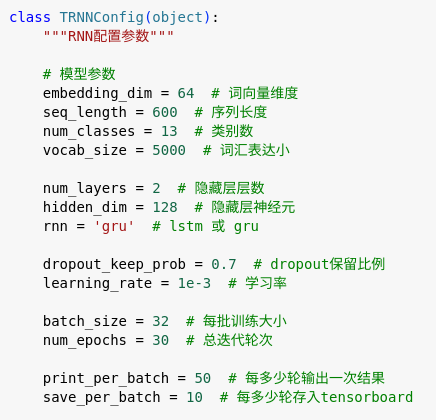 class TRNNConfig(object):
    """RNN配置参数"""
    # 模型参数
    embedding_dim = 64  # 词向量维度
    seq_length = 600  # 序列长度
    num_classes = 13  # 类别数
    vocab_size = 5000  # 词汇表达小
    num_layers = 2  # 隐藏层层数
    hidden_dim = 128  # 隐藏层神经元
    rnn = 'gru'  # lstm 或 gru
    dropout_keep_prob = 0.7  # dropout保留比例
    learning_rate = 1e-3  # 学习率
    batch_size = 32  # 每批训练大小
    num_epochs = 30  # 总迭代轮次
    print_per_batch = 50  # 每多少轮输出一次结果
    save_per_batch = 10  # 每多少轮存入tensorboard